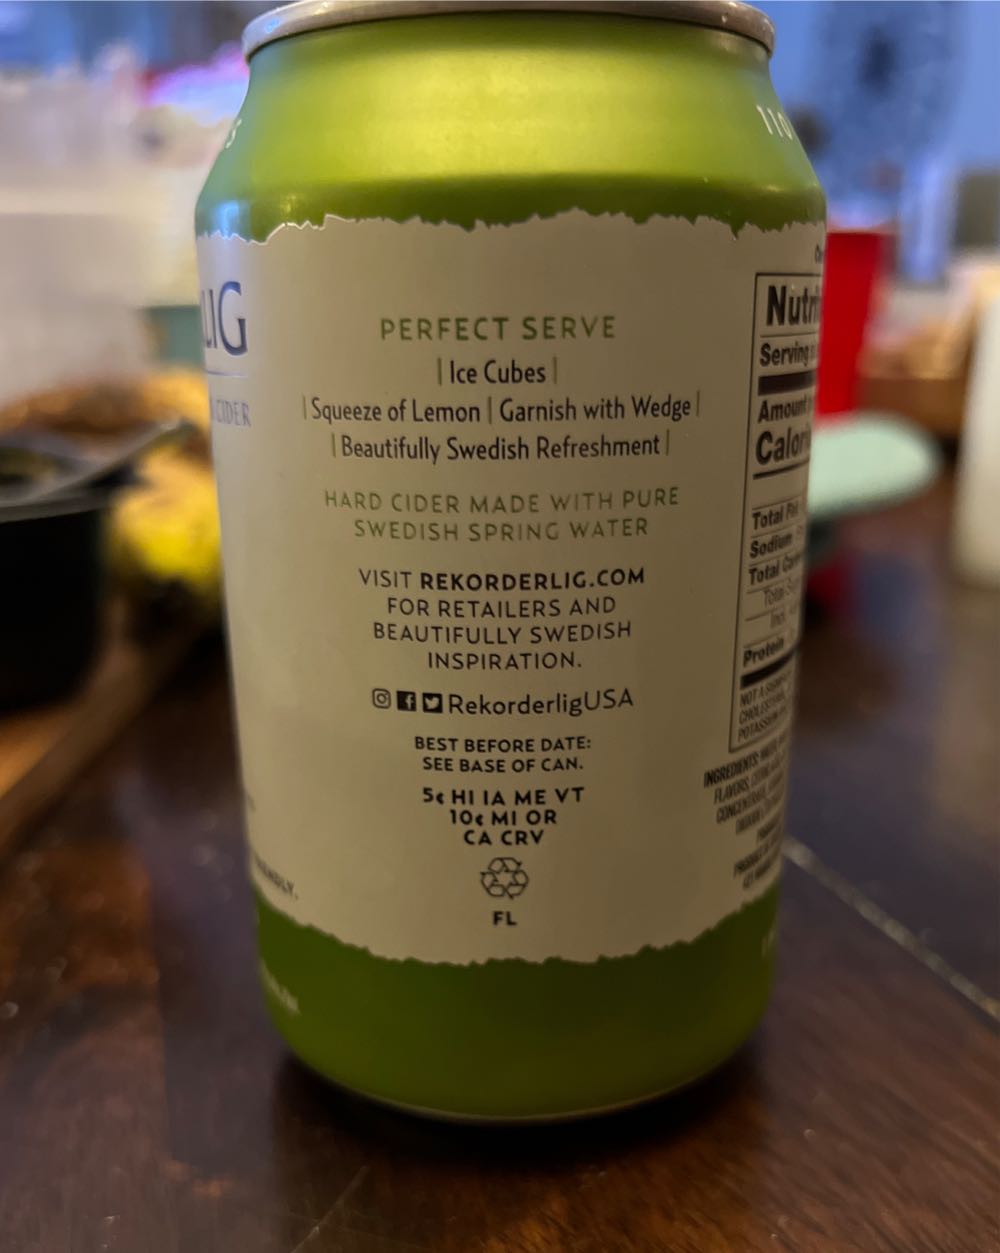 LIG
CIDER
PERFECT SERVE
| Ice Cubes |
| Squeeze of Lemon | Garnish with Wedge |
| Beautifully Swedish Refreshment |
HARD CIDER MADE WITH PURE
SWEDISH SPRING WATER
VISIT REKORDERLIG.COM
FOR RETAILERS AND
BEAUTIFULLY SWEDISH
INSPIRATION.
RekorderligUSA
BEST BEFORE DATE:
SEE BASE OF CAN.
5¢ HI IA ME VT
10¢ MI OR
CA CRV
FL
Nutri
Serving
Amount
Calori
Total Fat
Sodium
Total Carb
Protein
INGREDIENTS: